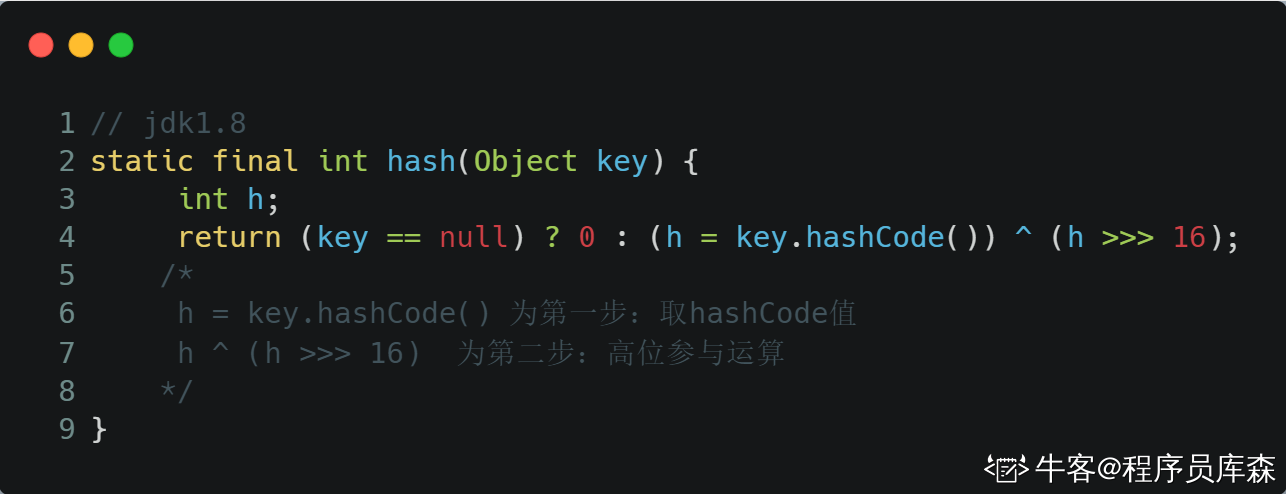 1 // jdk1.8
2 static final int hash(Object key) {
3 int h;
4 return (key == null) ? 0 : (h = key.hashCode()) ^ (h >>> 16);
5 /*
6 h = key.hashCode() 为第一步：取hashCode值
7 h ^ (h >>> 16) 为第二步：高位参与运算
8 */
9 }
牛客@程序员库森